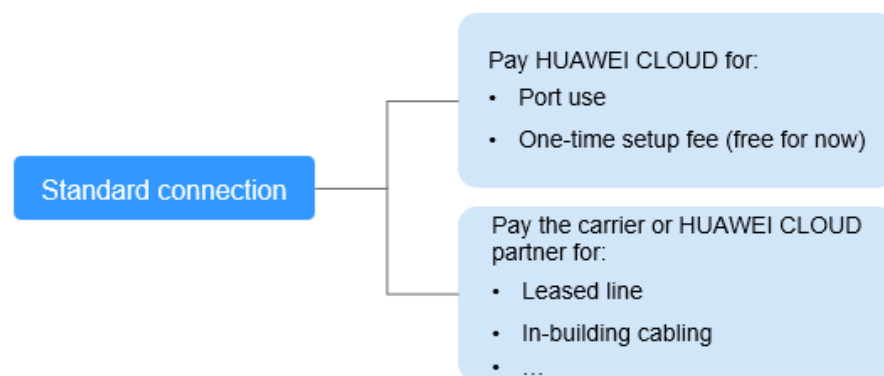 Pay HUAWEI CLOUD for:
• Port use
• One-time setup fee (free for now)
Standard connection
Pay the carrier or HUAWEI CLOUD
partner for:
• Leased line
• In-building cabling
• ...